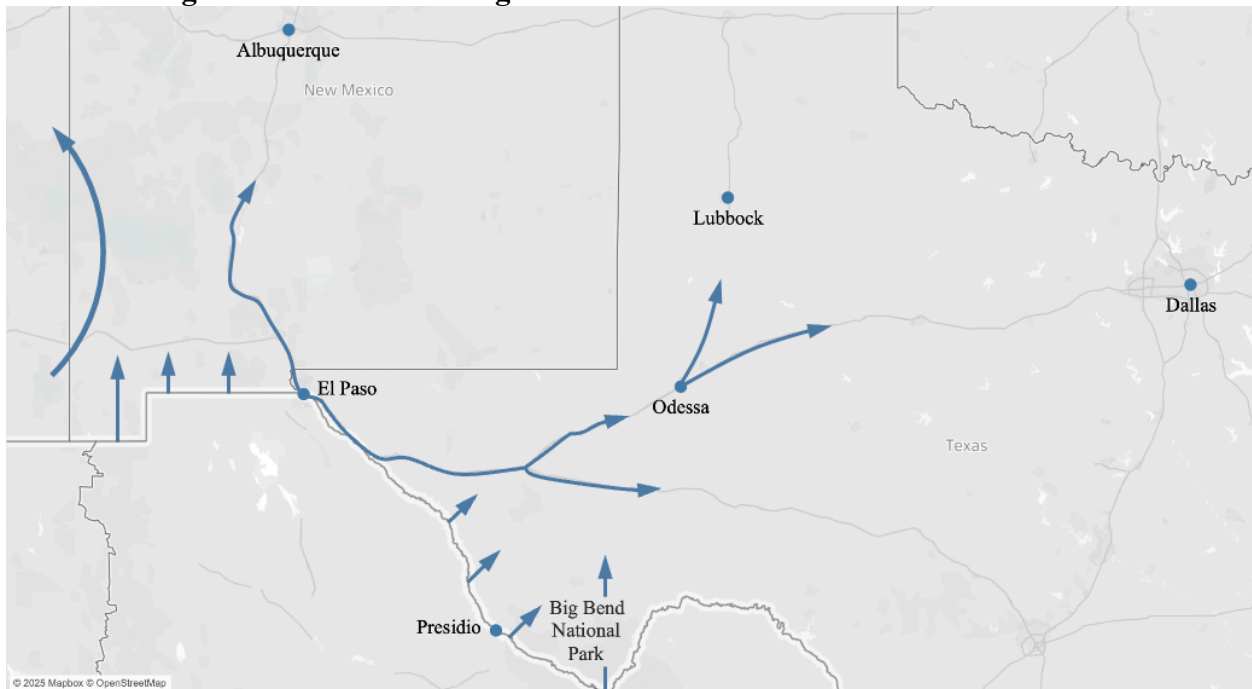 Albuquerque
New Mexico
Lubbock
Dallas
El Paso
Odessa
Texas
Presidio
Big Bend
National
Park
© 2025 Mapbox © OpenStreetMap